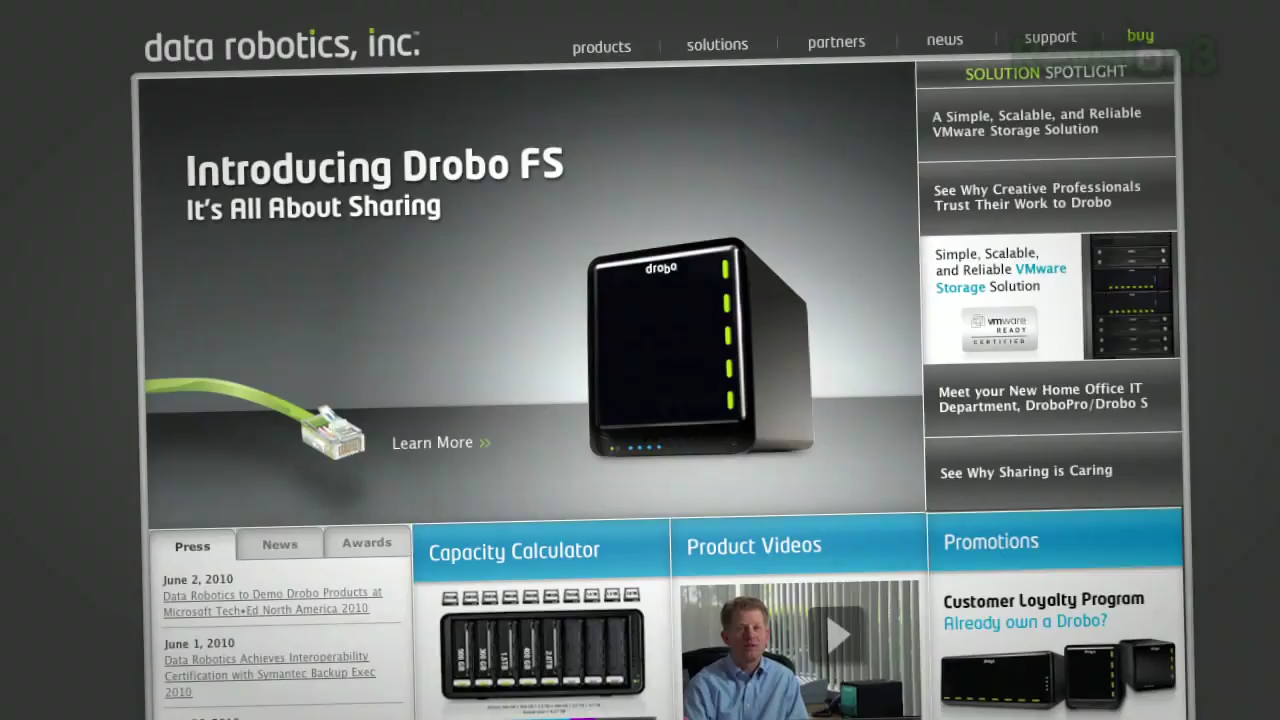 data robotics, inc.™
products
solutions
partners
news
support
buy
SOLUTION SPOTLIGHT
Introducing Drobo FS
It's All About Sharing
drobo
Learn More »
A Simple, Scalable, and Reliable
VMware Storage Solution
See Why Creative Professionals
Trust Their Work to Drobo
Simple, Scalable,
and Reliable VMware
Storage Solution
vmware
READY
CERTIFIED
Meet your New Home Office IT
Department, DroboPro/Drobo S
See Why Sharing is Caring
Press
News
Awards
June 2, 2010
Data Robotics to Demo Drobo Products at
Microsoft Tech•Ed North America 2010
June 1, 2010
Data Robotics Achieves Interoperability
Certification with Symantec Backup Exec
2010
Capacity Calculator
Product Videos
Promotions
Customer Loyalty Program
Already own a Drobo?